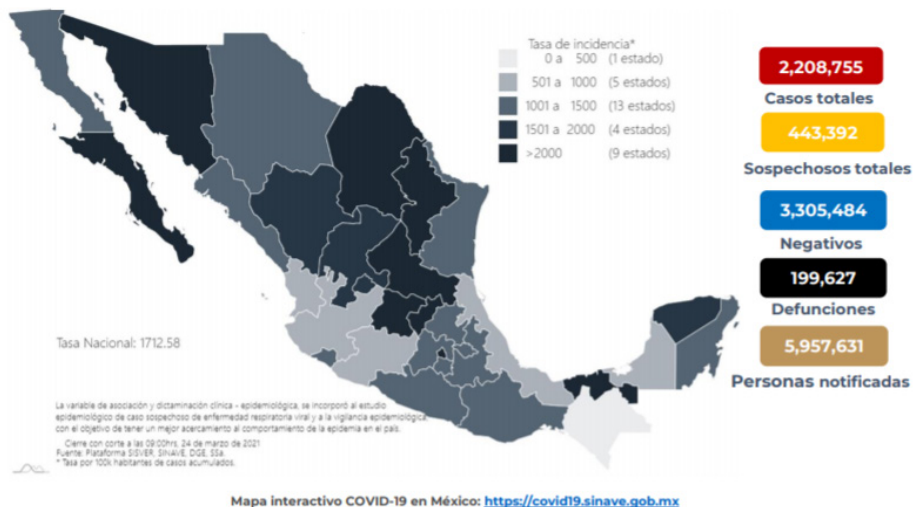 Tasa de incidencia*
0 a 500 (1 estado)
501 a 1000 (5 estados)
1001 a 1500 (13 estados)
1501 a 2000 (4 estados)
>2000 (9 estados)
2,208,755
Casos totales
443,392
Sospechosos totales
3,305,484
Negativos
199,627
Defunciones
5,957,631
Personas notificadas
Tasa Nacional: 1712.58
La variable de asociación y dictaminación clínica - epidemiológica, se incorporó al estudio
epidemiológico de caso sospechoso de enfermedad respiratoria viral y a la vigilancia epidemiológica,
con el objetivo de tener un mejor acercamiento al comportamiento de la epidemia en el país.
Cierre con corte a las 09:00hrs, 24 de marzo de 2021
Fuente: Plataforma SISVER, SINAVE, DGE, SSa.
* Tasa por 100k habitantes de casos acumulados.
Mapa interactivo COVID-19 en México: https://covid19.sinave.gob.mx